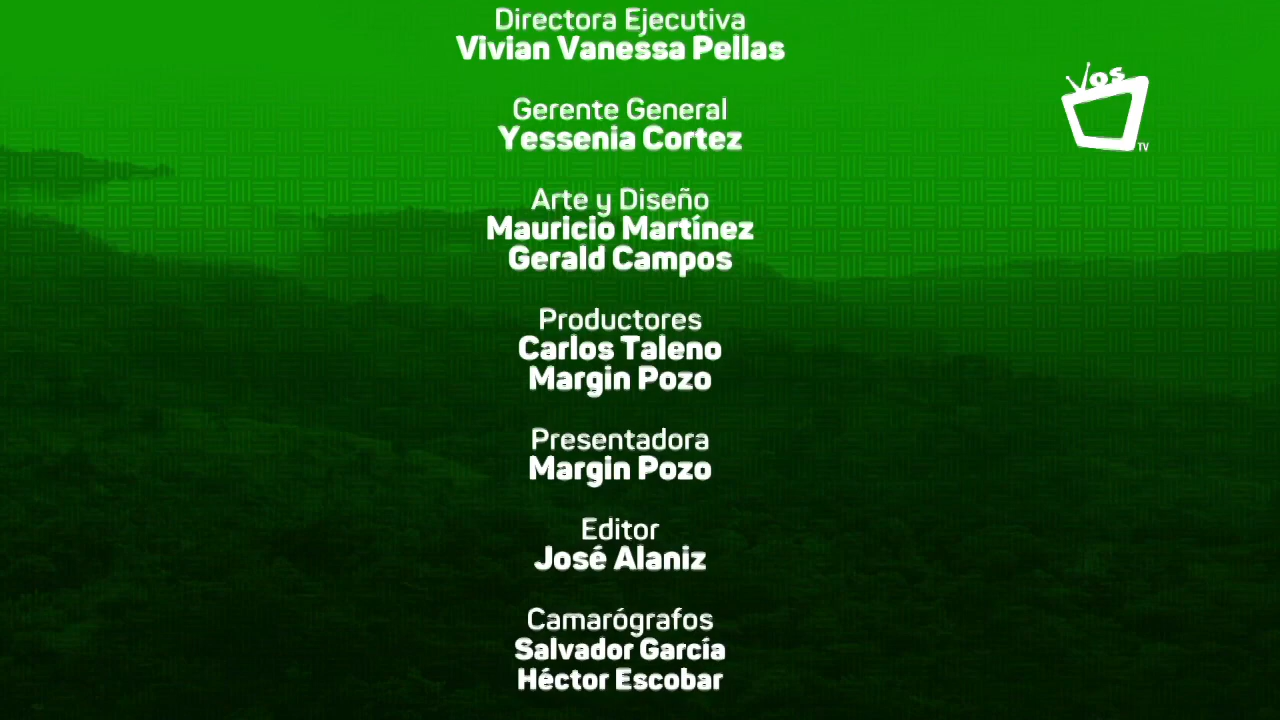 Directora Ejecutiva
Vivian Vanessa Pellas
Gerente General
Yessenia Cortez
Arte y Diseño
Mauricio Martínez
Gerald Campos
Productores
Carlos Taleno
Margin Pozo
Presentadora
Margin Pozo
Editor
José Alaniz
Camarógrafos
Salvador García
Héctor Escobar
Vos
TV